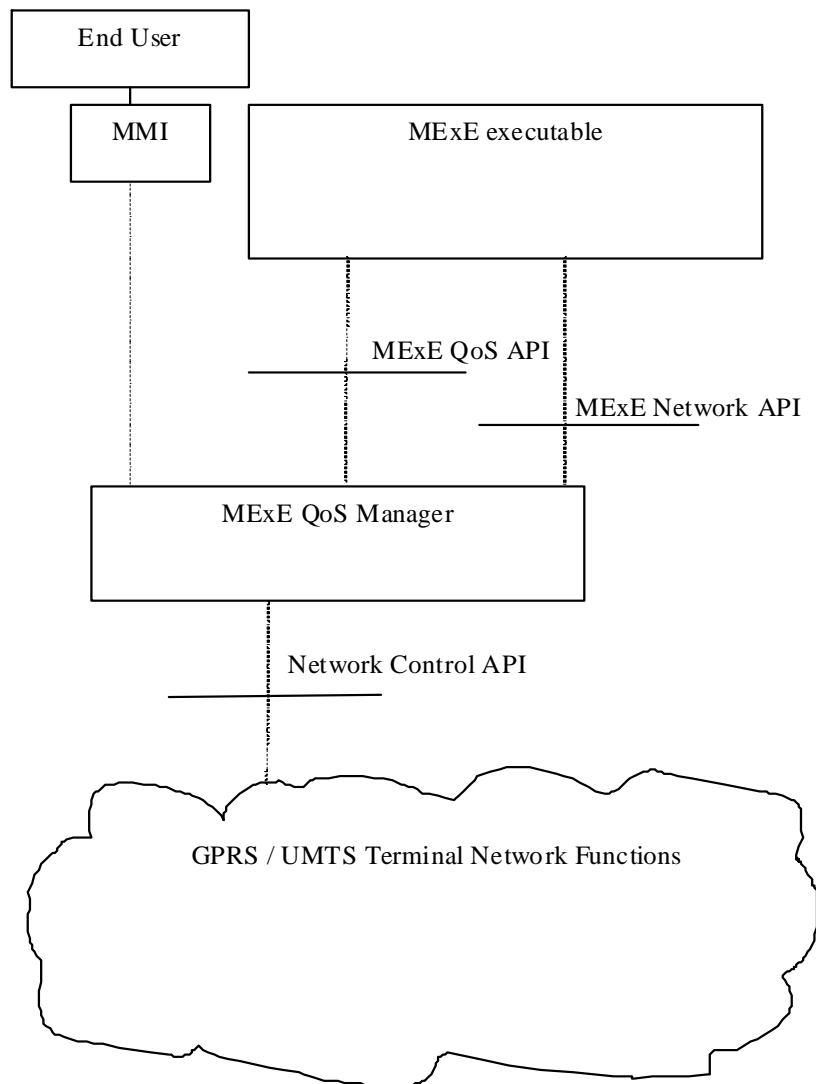 End User
MMI
MExE executable
MExE QoS API
MExE Network API
MExE QoS Manager
Network Control API
GPRS / UMTS Terminal Network Functions